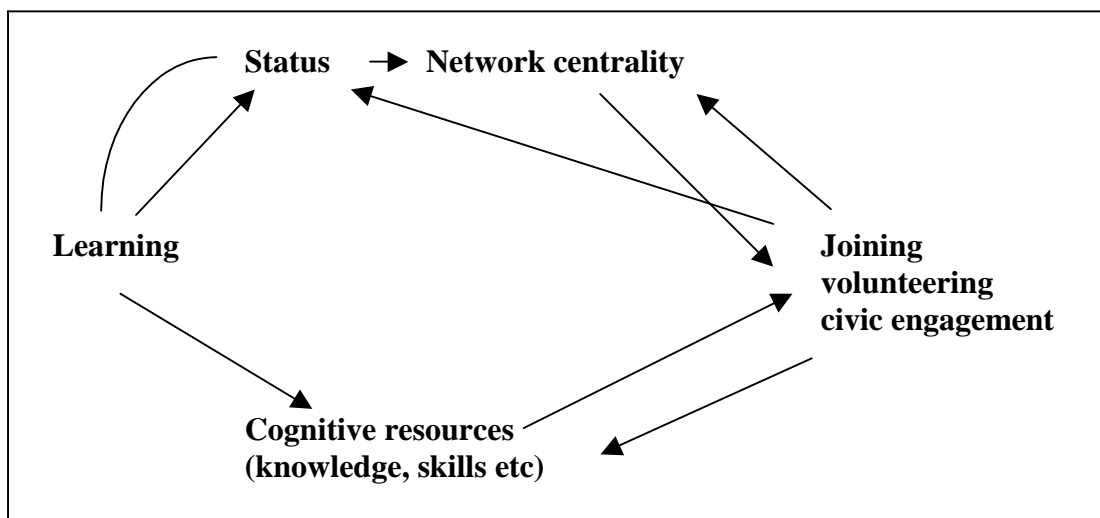 Status
Network centrality
Learning
Joining
volunteering
civic engagement
Cognitive resources
(knowledge, skills etc)